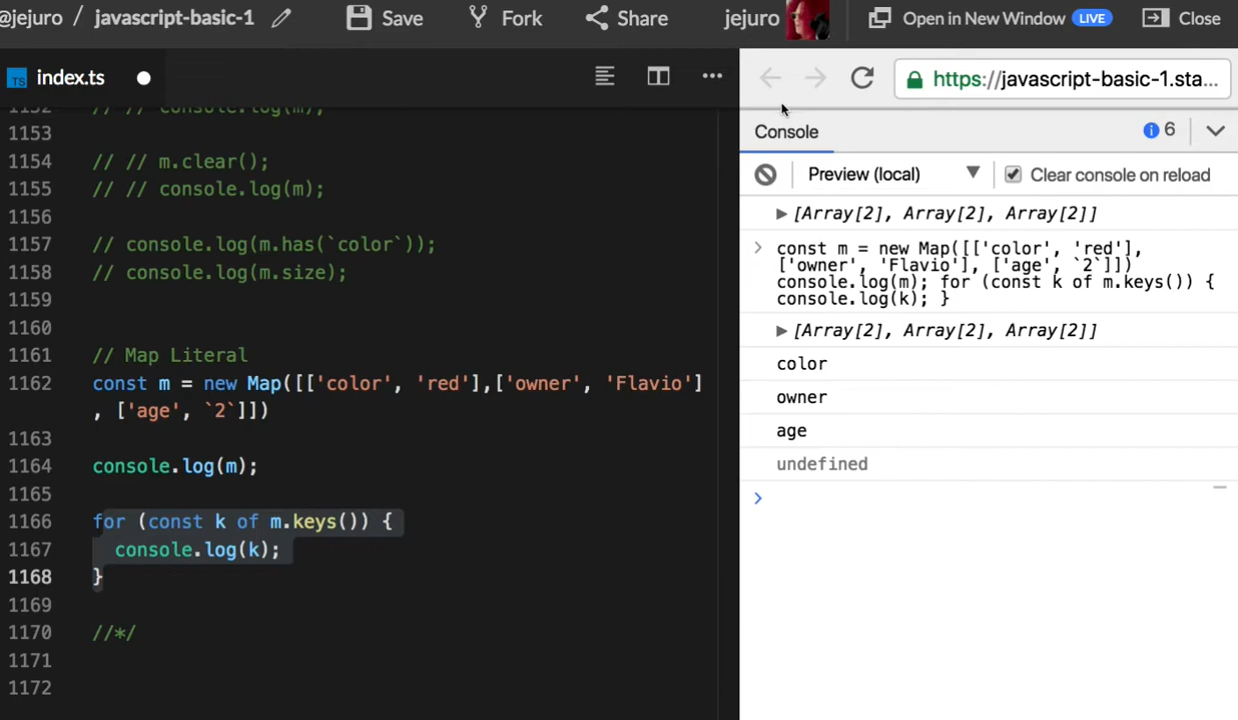 @jejuro / javascript-basic-1 Save Fork Share jejuro Open in New Window LIVE Close
TS index.ts
https://javascript-basic-1.sta...
Console 6
Preview (local) Clear console on reload
1152 // // console.log(m);
1153
1154 // // m.clear();
1155 // // console.log(m);
1156
1157 // console.log(m.has(`color`));
1158 // console.log(m.size);
1159
1160
1161 // Map Literal
1162 const m = new Map([['color', 'red'],['owner', 'Flavio']
, ['age', `2`]])
1163
1164 console.log(m);
1165
1166 for (const k of m.keys()) {
1167 console.log(k);
1168 }
1169
1170 //*/
1171
1172
[Array[2], Array[2], Array[2]]
const m = new Map([['color', 'red'],
['owner', 'Flavio'], ['age', `2`]])
console.log(m); for (const k of m.keys()) {
console.log(k); }
[Array[2], Array[2], Array[2]]
color
owner
age
undefined